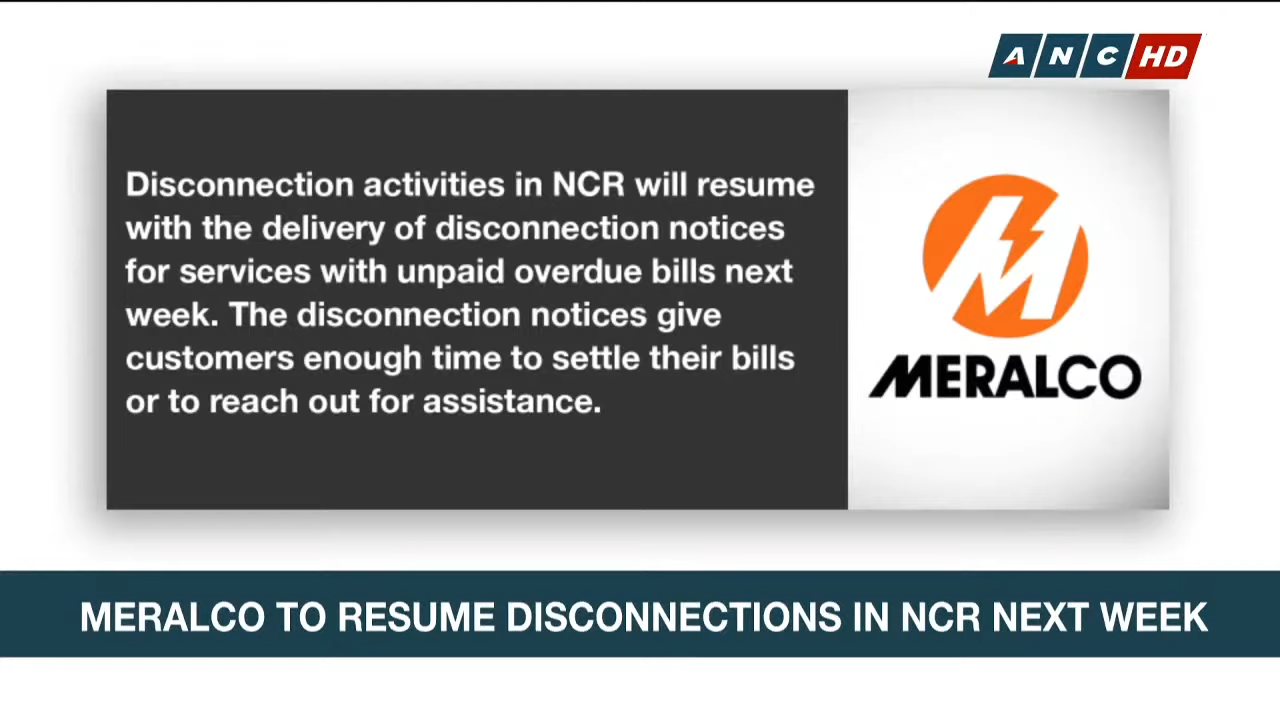 ANC HD
Disconnection activities in NCR will resume
with the delivery of disconnection notices
for services with unpaid overdue bills next
week. The disconnection notices give
customers enough time to settle their bills
or to reach out for assistance.
MERALCO
MERALCO TO RESUME DISCONNECTIONS IN NCR NEXT WEEK